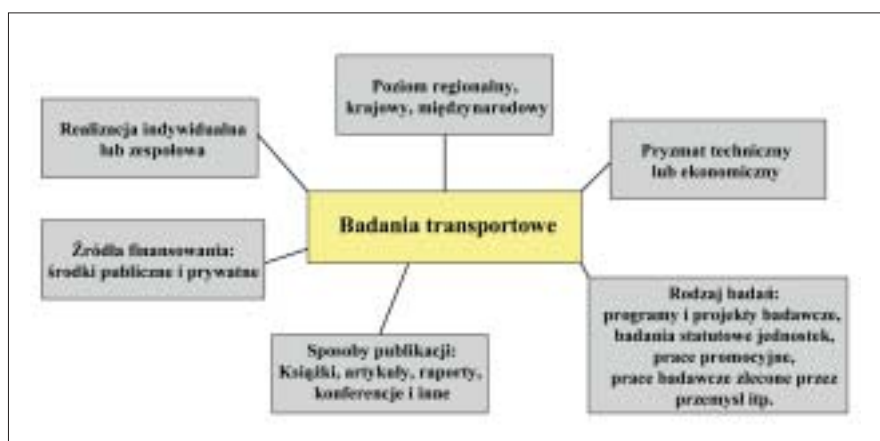 Poziom regionalny,
krajowy, międzynarodowy
Realizacja indywidualna
lub zespołowa
Pryzmat techniczny
lub ekonomiczny
Badania transportowe
Źródła finansowania:
środki publiczne i prywatne
Rodzaj badań:
programy i projekty badawcze,
badania statutowe jednostek,
prace promocyjne,
prace badawcze zlecone przez
przemysł itp.
Sposoby publikacji:
Książki, artykuły, raporty,
konferencje i inne